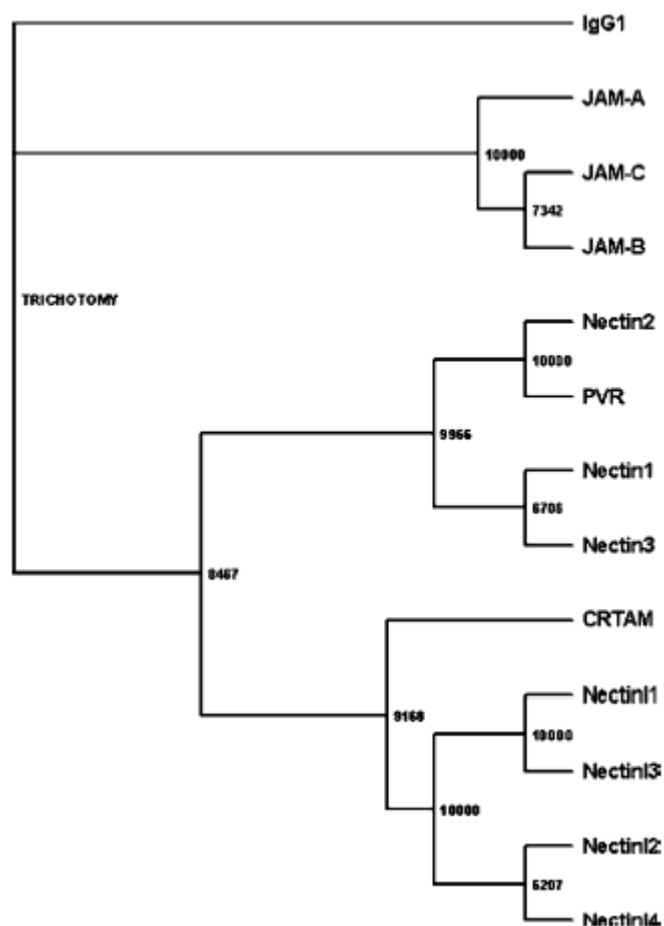 IgG1
JAM-A
10000
JAM-C
7342
JAM-B
TRICHOTOMY
Nectin2
10000
PVR
9966
Nectin1
6706
Nectin3
8467
CRTAM
Nectinl1
9168
10000
Nectinl3
10000
Nectinl2
6207
Nectinl4